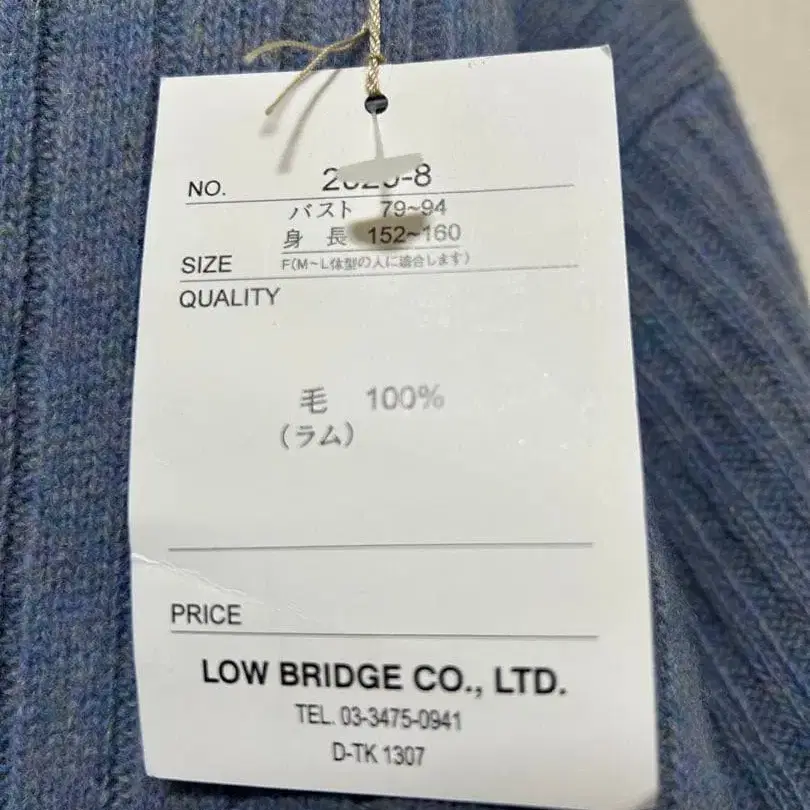 NO.
バスト 79~94
身 長 152~160
SIZE F(M~L体型の人に適合します)
QUALITY
毛 100%
(ラム)
PRICE
LOW BRIDGE CO., LTD.
TEL. 03-3475-0941
D-TK 1307